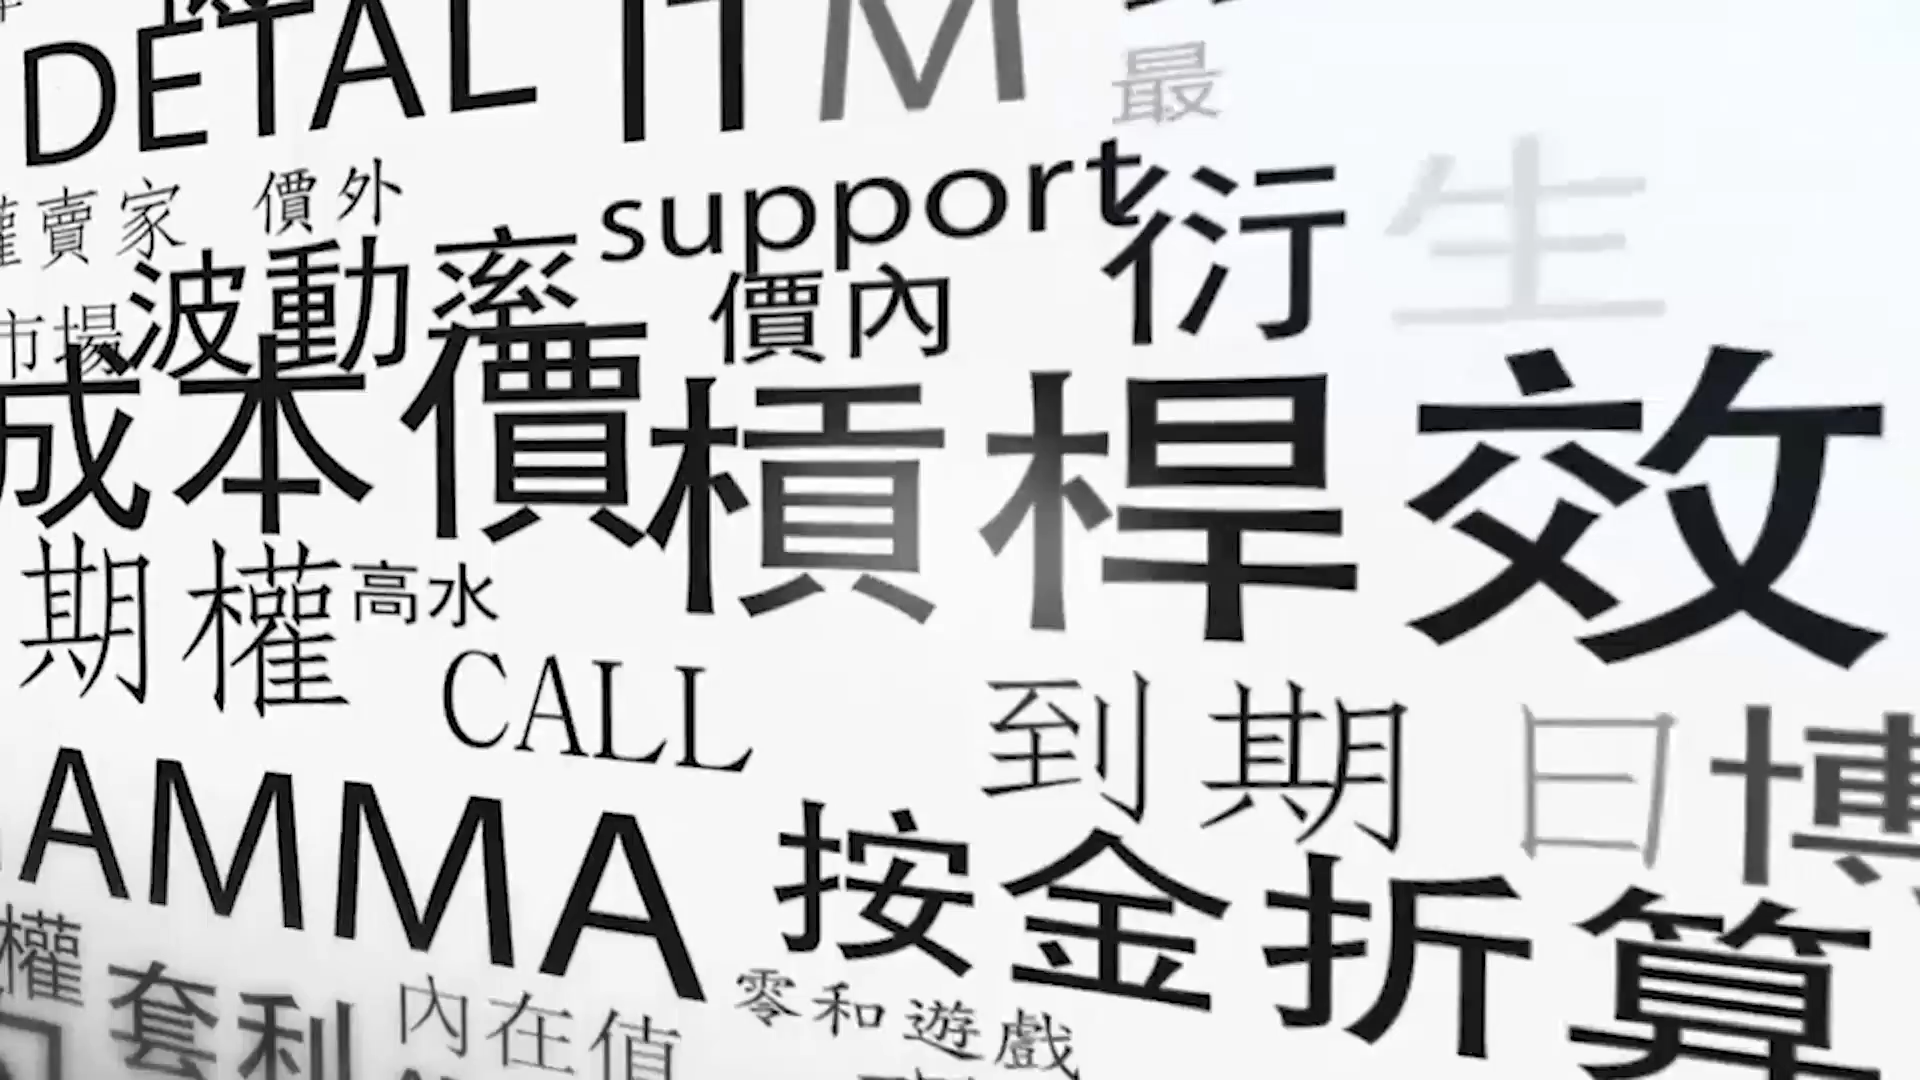 DETAL ITM
最
權賣家 價外
support
衍生
波動率
價內
市場
成本價
槓桿效
期權
高水
CALL
到期日
博
GAMMA
按金折算
權
套利
內在值
零和遊戲